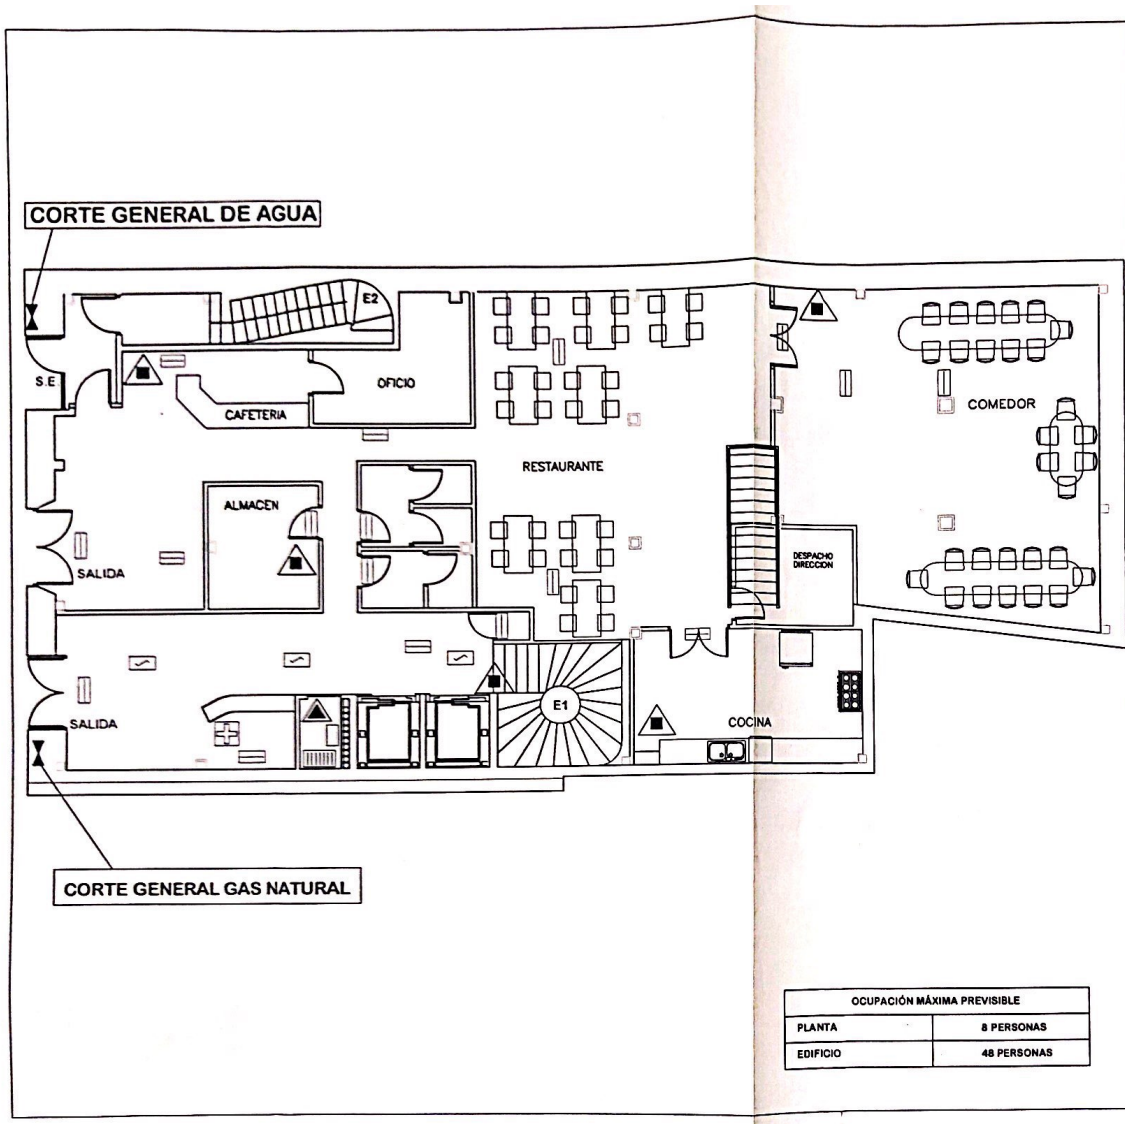 CORTE GENERAL DE AGUA
E2
S.E.
OFICIO
CAFETERIA
COMEDOR
RESTAURANTE
ALMACEN
SALIDA
DESPACHO
DIRECCION
SALIDA
E1
COCINA
CORTE GENERAL GAS NATURAL
OCUPACIÓN MÁXIMA PREVISIBLE
PLANTA 8 PERSONAS
EDIFICIO 48 PERSONAS